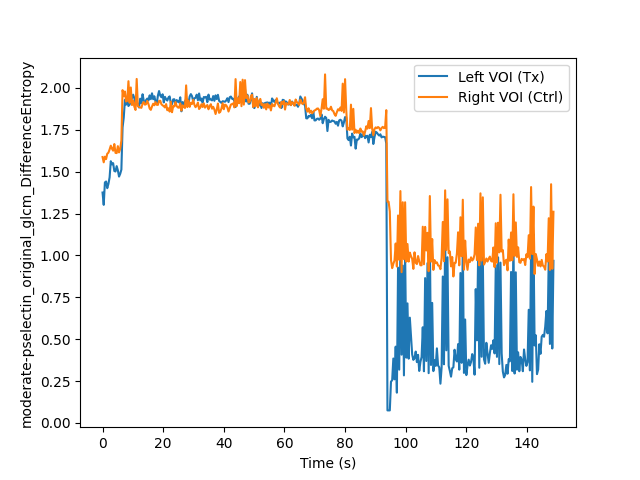 moderate-pselectin_original_glcm_DifferenceEntropy
2.00
1.75
1.50
1.25
1.00
0.75
0.50
0.25
0.00
Left VOI (Tx)
Right VOI (Ctrl)
0 20 40 60 80 100 120 140
Time (s)